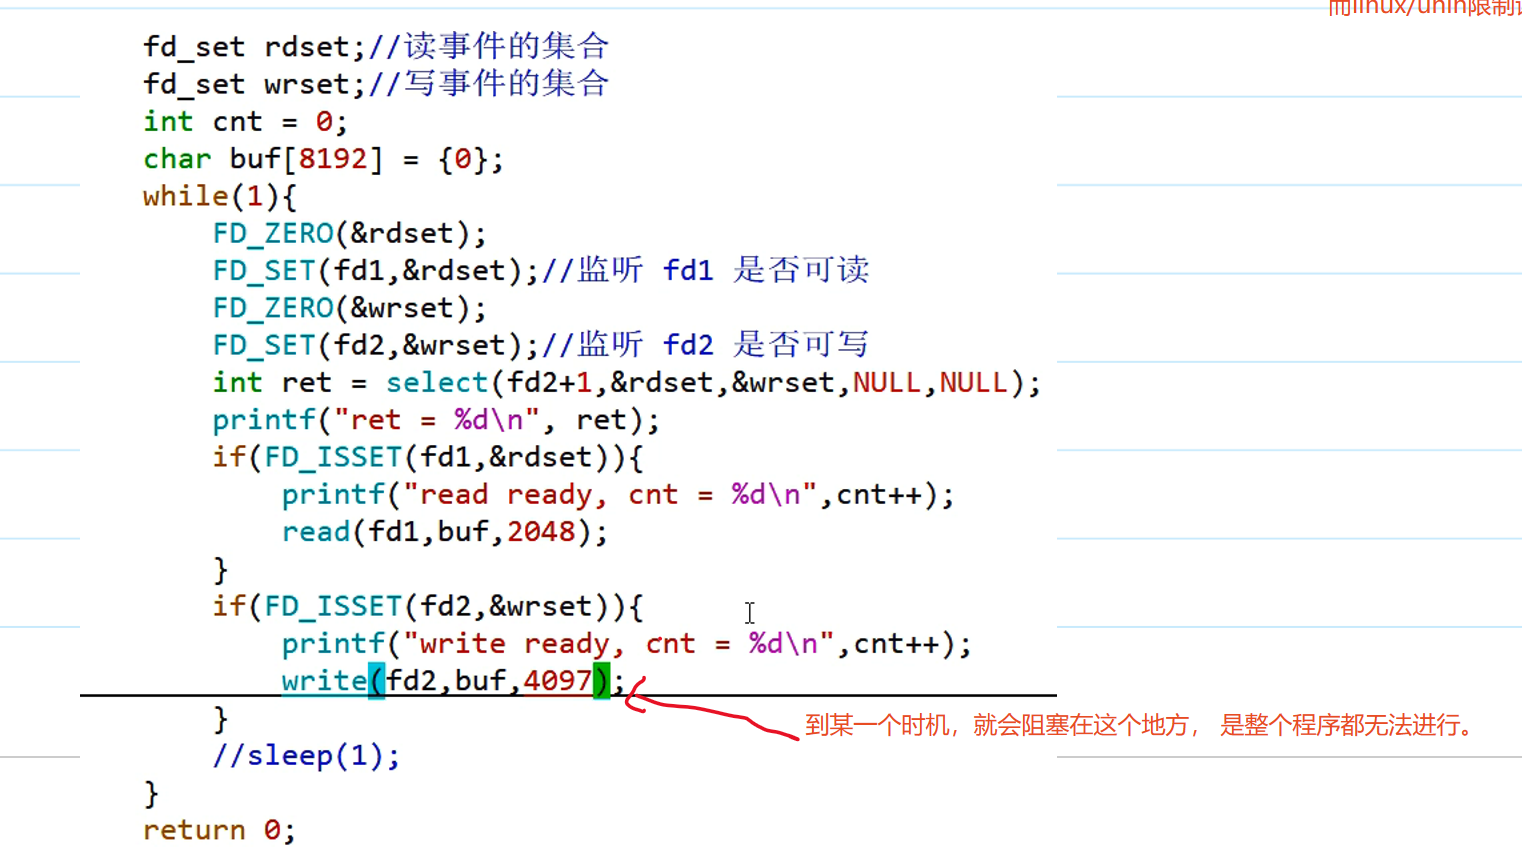 而linux/unin限制
fd_set rdset;//读事件的集合
fd_set wrset;//写事件的集合
int cnt = 0;
char buf[8192] = {0};
while(1){
    FD_ZERO(&rdset);
    FD_SET(fd1,&rdset);//监听 fd1 是否可读
    FD_ZERO(&wrset);
    FD_SET(fd2,&wrset);//监听 fd2 是否可写
    int ret = select(fd2+1,&rdset,&wrset,NULL,NULL);
    printf("ret = %d\n", ret);
    if(FD_ISSET(fd1,&rdset)){
        printf("read ready, cnt = %d\n",cnt++);
        read(fd1,buf,2048);
    }
    if(FD_ISSET(fd2,&wrset)){
        printf("write ready, cnt = %d\n",cnt++);
        write(fd2,buf,4097);
    }
到某一个时机，就会阻塞在这个地方， 是整个程序都无法进行。
    //sleep(1);
}
return 0;